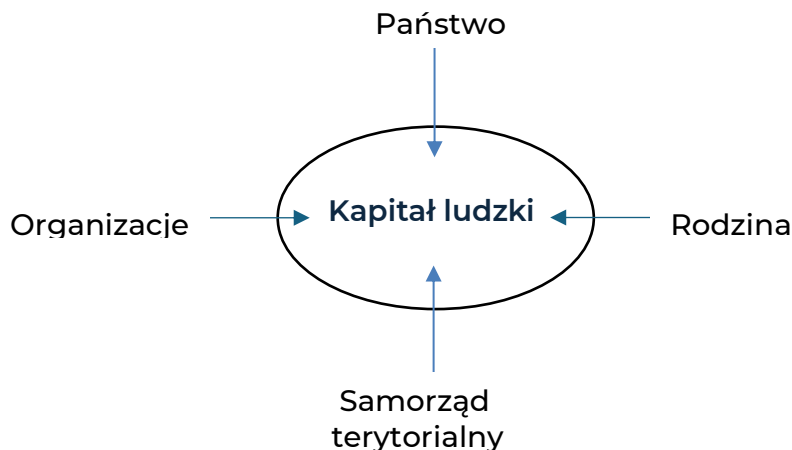 Państwo
Kapitał ludzki
Organizacje
Rodzina
Samorząd
terytorialny